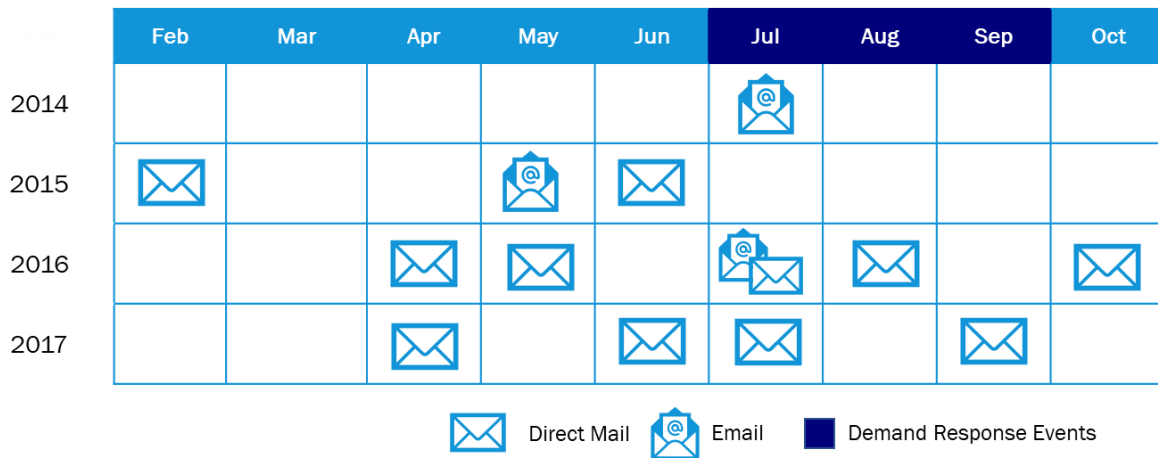 Feb Mar Apr May Jun Jul Aug Sep Oct
2014 @
2015 @
2016 @
2017
Direct Mail @ Email Demand Response Events